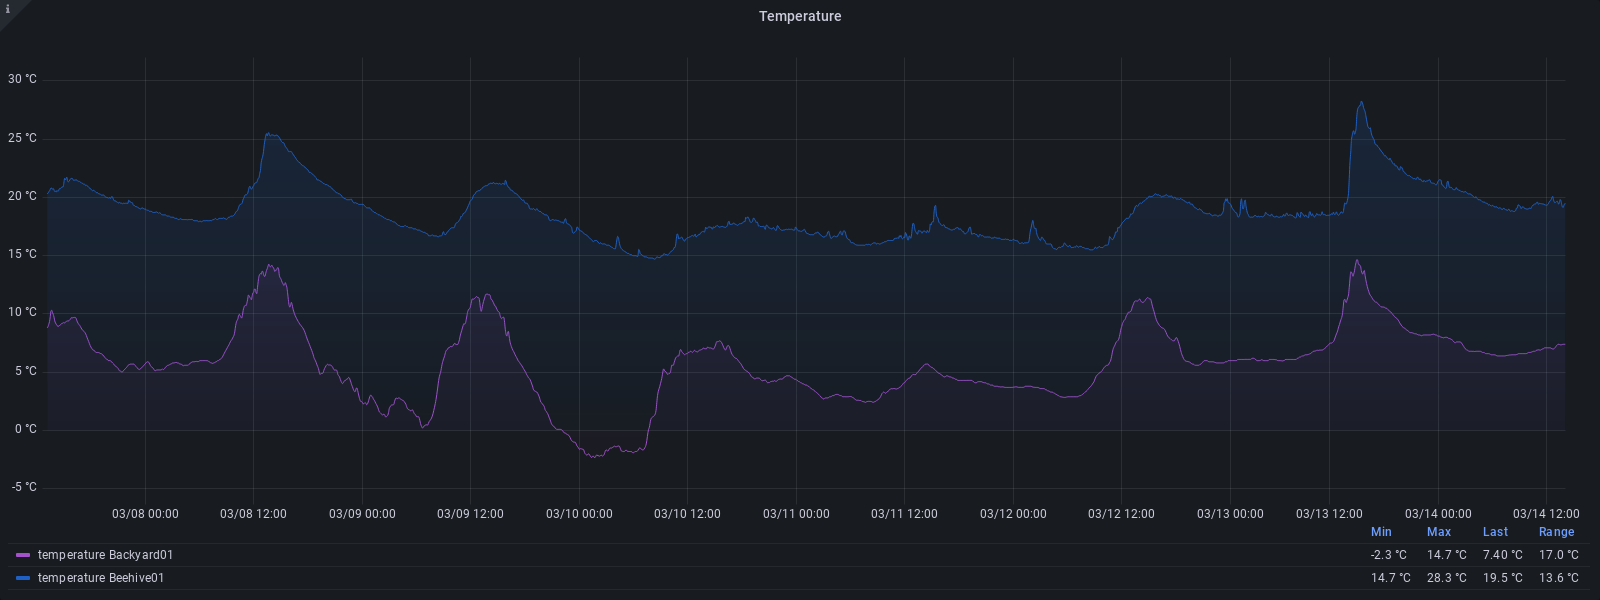 i
Temperature
30 °C
25 °C
20 °C
15 °C
10 °C
5 °C
0 °C
-5 °C
03/08 00:00 03/08 12:00 03/09 00:00 03/09 12:00 03/10 00:00 03/10 12:00 03/11 00:00 03/11 12:00 03/12 00:00 03/12 12:00 03/13 00:00 03/13 12:00 03/14 00:00 03/14 12:00
Min Max Last Range
temperature Backyard01 -2.3 °C 14.7 °C 7.40 °C 17.0 °C
temperature Beehive01 14.7 °C 28.3 °C 19.5 °C 13.6 °C